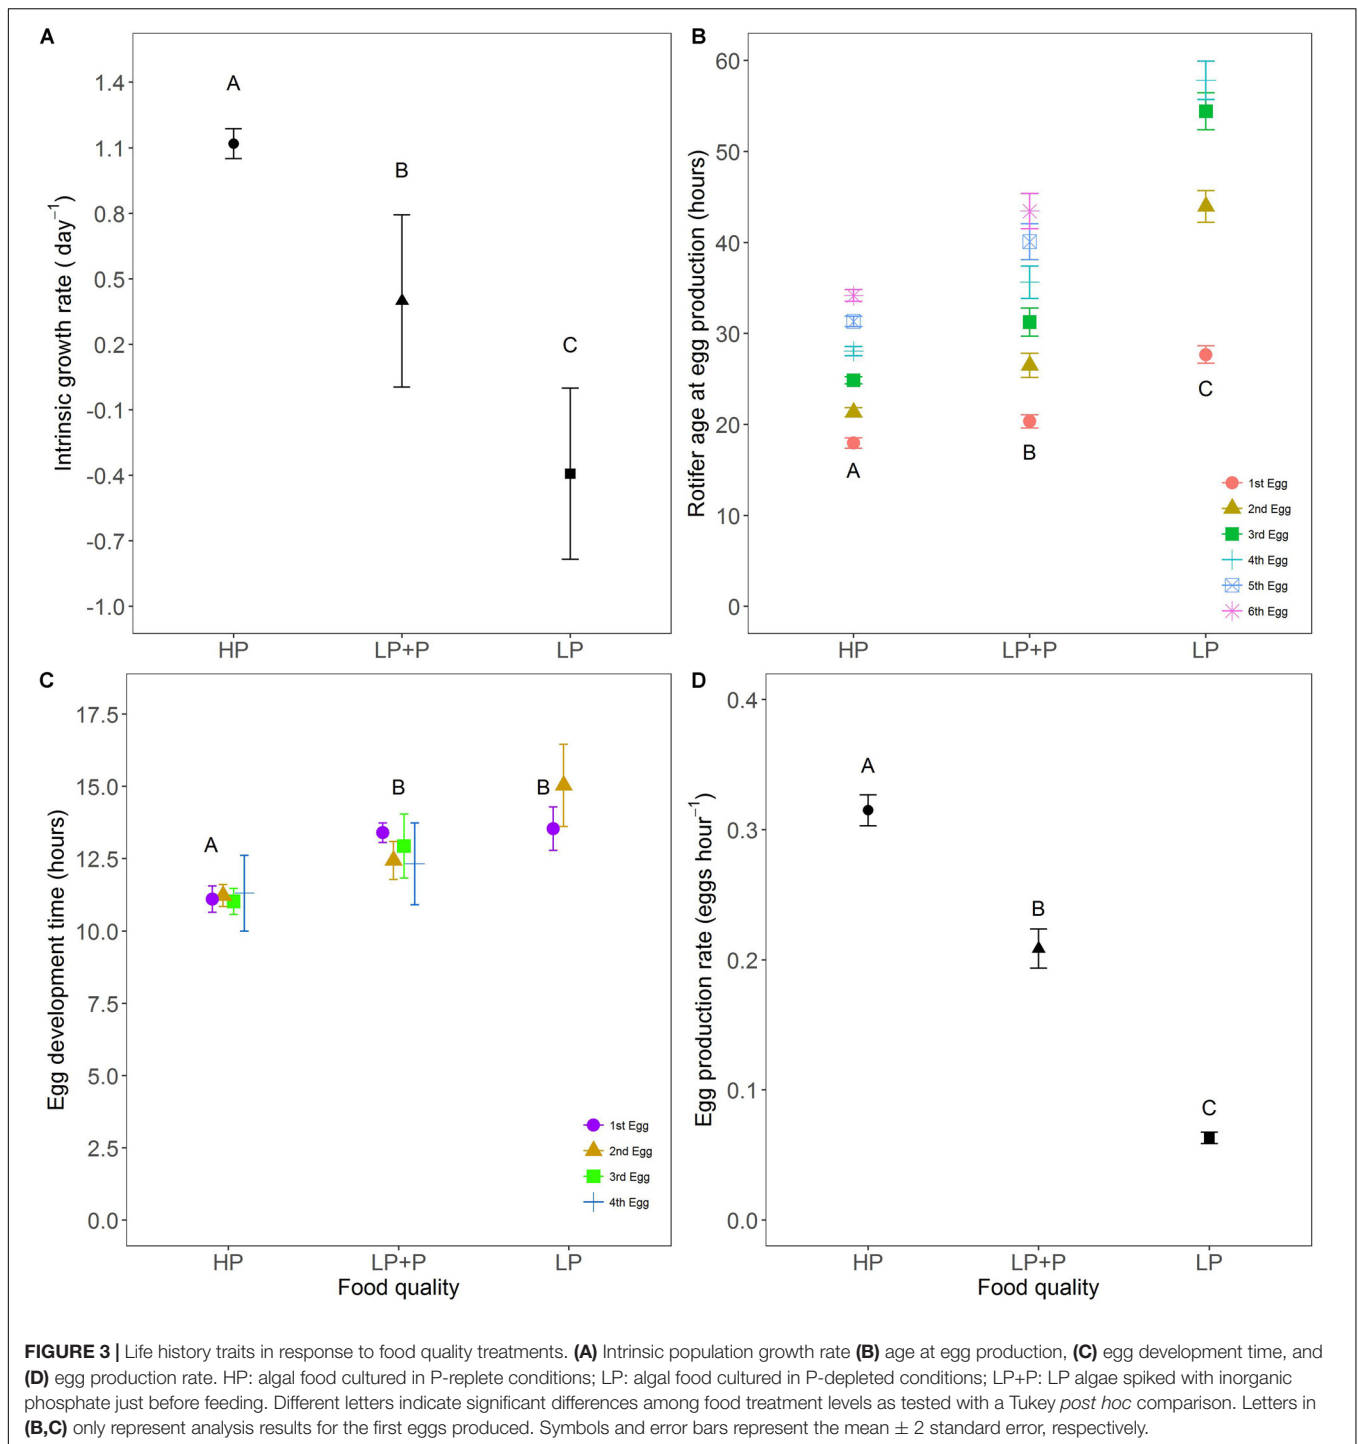 A
Intrinsic growth rate ( day⁻¹)
1.4
1.1
0.8
0.5
0.2
-0.1
-0.4
-0.7
-1.0
A
B
C
HP
LP+P
LP
B
Rotifer age at egg production (hours)
60
50
40
30
20
10
0
A
B
C
1st Egg
2nd Egg
3rd Egg
4th Egg
5th Egg
6th Egg
HP
LP+P
LP
C
Egg development time (hours)
17.5
15.0
12.5
10.0
7.5
5.0
2.5
0.0
A
B
B
1st Egg
2nd Egg
3rd Egg
4th Egg
HP
LP+P
LP
Food quality
D
Egg production rate (eggs hour⁻¹)
0.4
0.3
0.2
0.1
0.0
A
B
C
HP
LP+P
LP
Food quality
FIGURE 3 | Life history traits in response to food quality treatments. (A) Intrinsic population growth rate (B) age at egg production, (C) egg development time, and
(D) egg production rate. HP: algal food cultured in P-replete conditions; LP: algal food cultured in P-depleted conditions; LP+P: LP algae spiked with inorganic
phosphate just before feeding. Different letters indicate significant differences among food treatment levels as tested with a Tukey post hoc comparison. Letters in
(B,C) only represent analysis results for the first eggs produced. Symbols and error bars represent the mean ± 2 standard error, respectively.